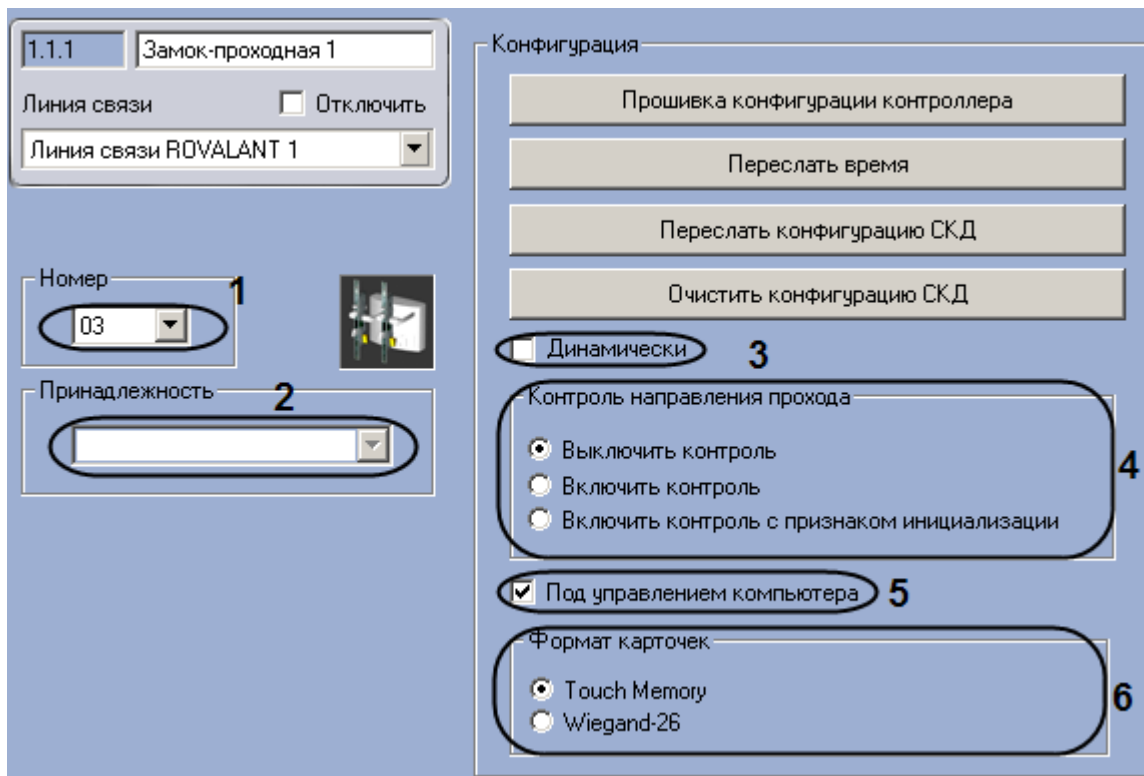 1.1.1 Замок-проходная 1
Линия связи Отключить
Линия связи ROVALANT 1
Номер 1
03
Принадлежность 2
Конфигурация
Прошивка конфигурации контроллера
Переслать время
Переслать конфигурацию СКД
Очистить конфигурацию СКД
Динамически 3
Контроль направления прохода
Выключить контроль
Включить контроль
Включить контроль с признаком инициализации
4
Под управлением компьютера 5
Формат карточек
Touch Memory
Wiegand-26
6